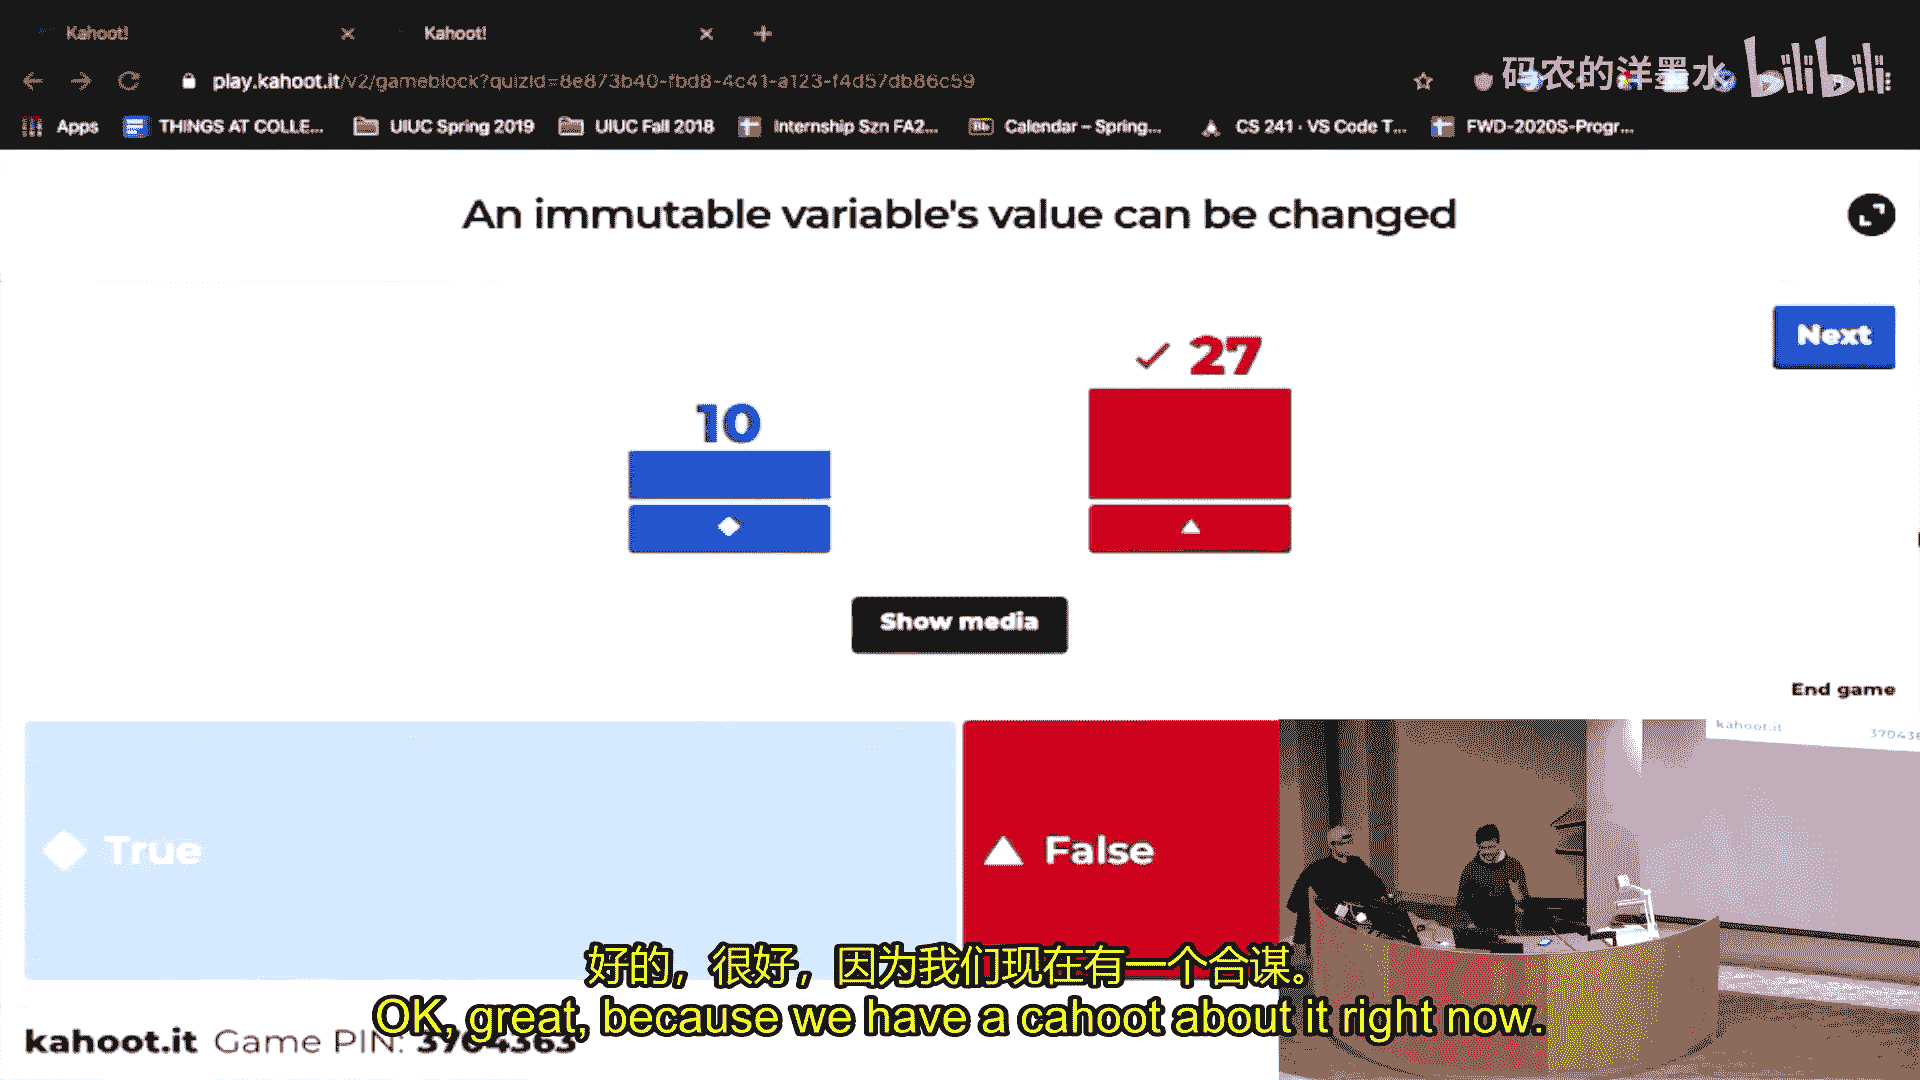 Kahoot!
Kahoot!
play.kahoot.it/v2/gameblock?quizId=8e873b40-fbd8-4c41-a123-f4d57db86c59
码农的洋墨水 bilibili
Apps THINGS AT COLLE... UIUC Spring 2019 UIUC Fall 2018 Internship Szn FA2... Calendar – Spring... CS 241 · VS Code T... FWD-2020S-Progr...
An immutable variable's value can be changed
Next
10
27
Show media
End game
True
False
kahoot.it
好的，很好，因为我们现在有一个合谋。
OK, great, because we have a cahoot about it right now.
kahoot.it Game PIN: 3704363